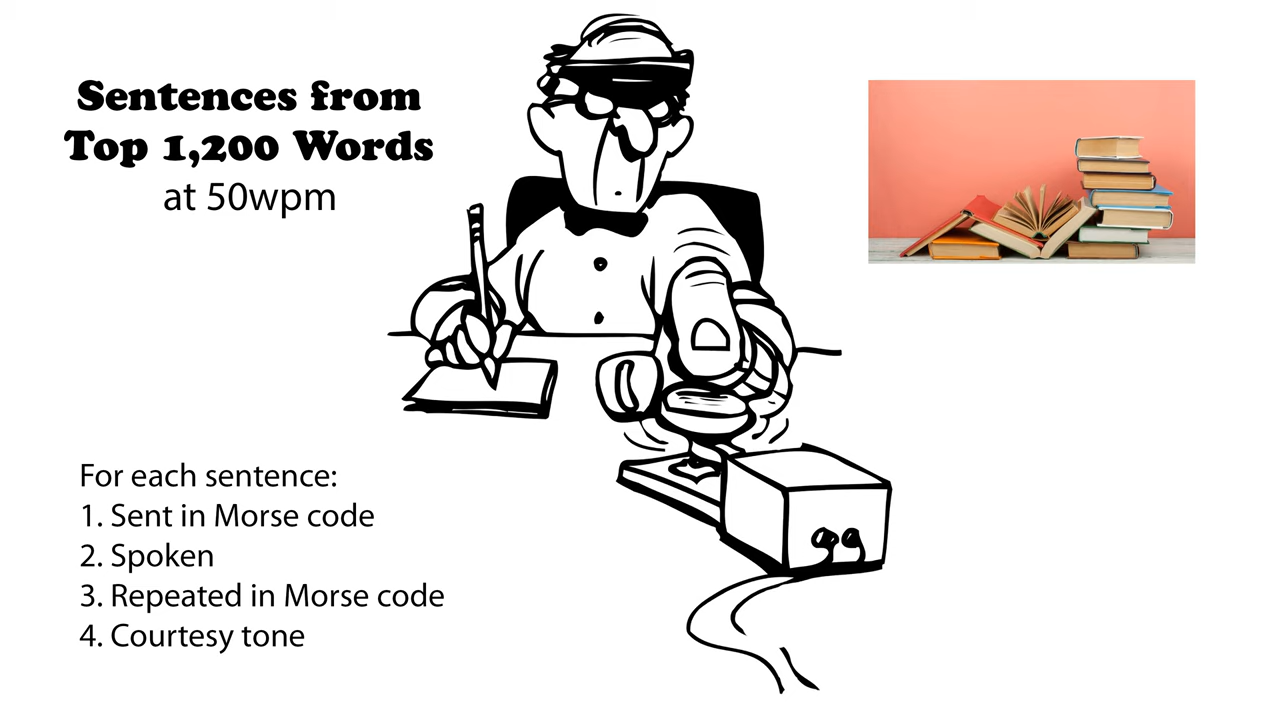 Sentences from
Top 1,200 Words
at 50wpm
For each sentence:
1. Sent in Morse code
2. Spoken
3. Repeated in Morse code
4. Courtesy tone